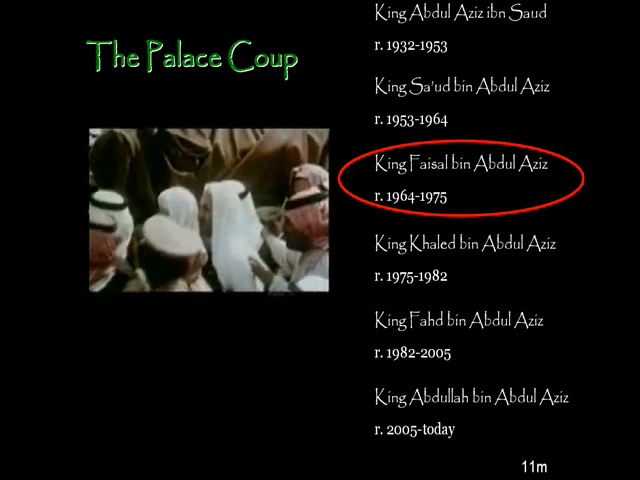 The Palace Coup
King Abdul Aziz ibn Saud
r. 1932-1953
King Sa'ud bin Abdul Aziz
r. 1953-1964
King Faisal bin Abdul Aziz
r. 1964-1975
King Khaled bin Abdul Aziz
r. 1975-1982
King Fahd bin Abdul Aziz
r. 1982-2005
King Abdullah bin Abdul Aziz
r. 2005-today
11m